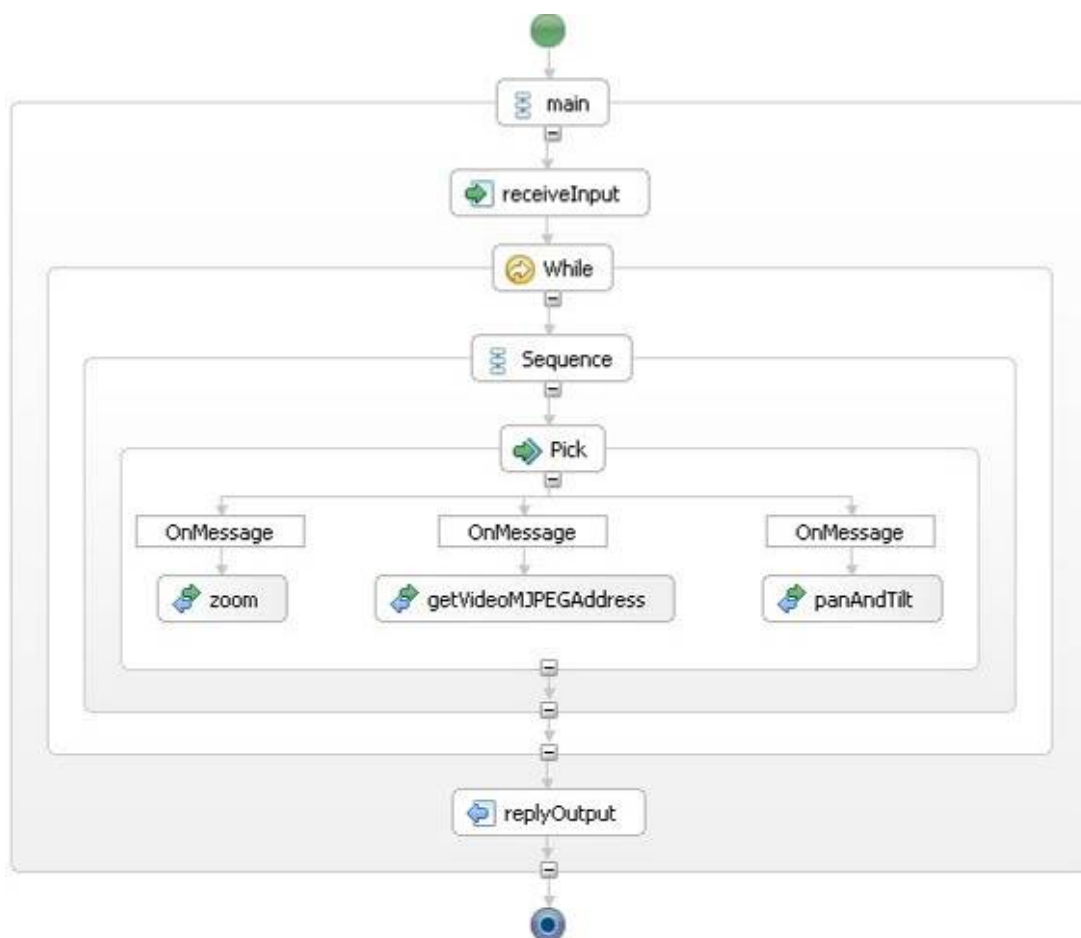 main
receiveInput
While
Sequence
Pick
OnMessage OnMessage OnMessage
zoom getVideoMJPEGAddress panAndTilt
replyOutput